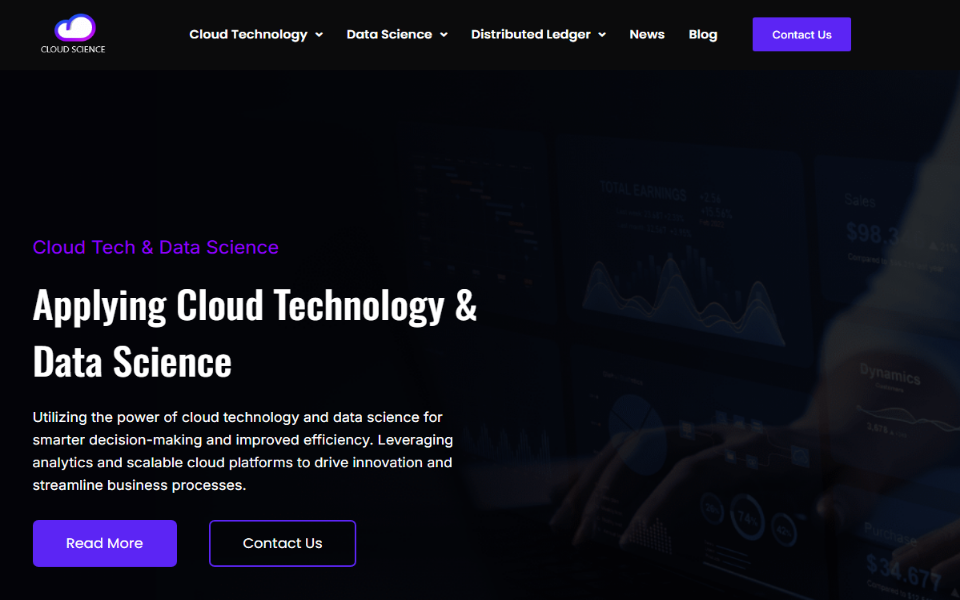 CLOUD SCIENCE
Cloud Technology
Data Science
Distributed Ledger
News
Blog
Contact Us
Cloud Tech & Data Science
Applying Cloud Technology &
Data Science
Utilizing the power of cloud technology and data science for
smarter decision-making and improved efficiency. Leveraging
analytics and scalable cloud platforms to drive innovation and
streamline business processes.
Read More
Contact Us
TOTAL EARNINGS
Sales
Dynamics
$34.677